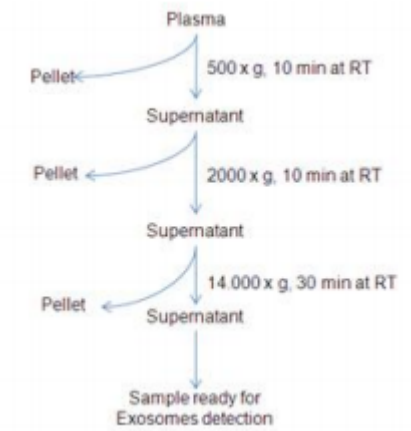 Plasma
500 x g, 10 min at RT
Pellet
Supernatant
Pellet
2000 x g, 10 min at RT
Supernatant
14.000 x g, 30 min at RT
Pellet
Supernatant
Sample ready for
Exosomes detection